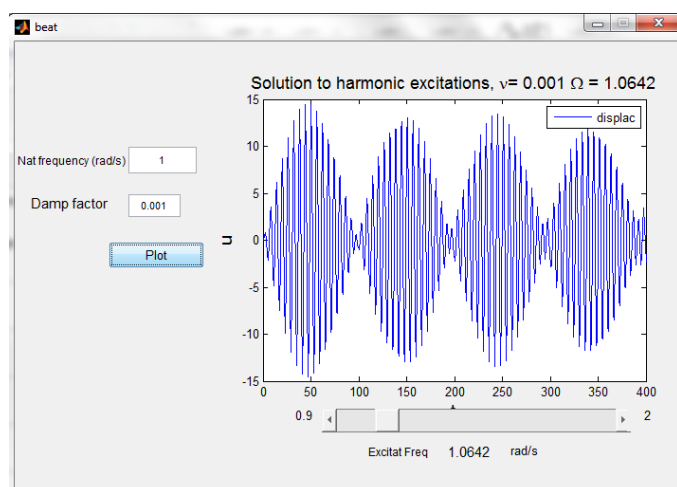 beat
Solution to harmonic excitations, ν= 0.001 Ω = 1.0642
displac
Nat frequency (rad/s) 1
Damp factor 0.001
Plot
u
15
10
5
0
-5
-10
-15
0 50 100 150 200 250 300 350 400
0.9 2
Excitat Freq 1.0642 rad/s